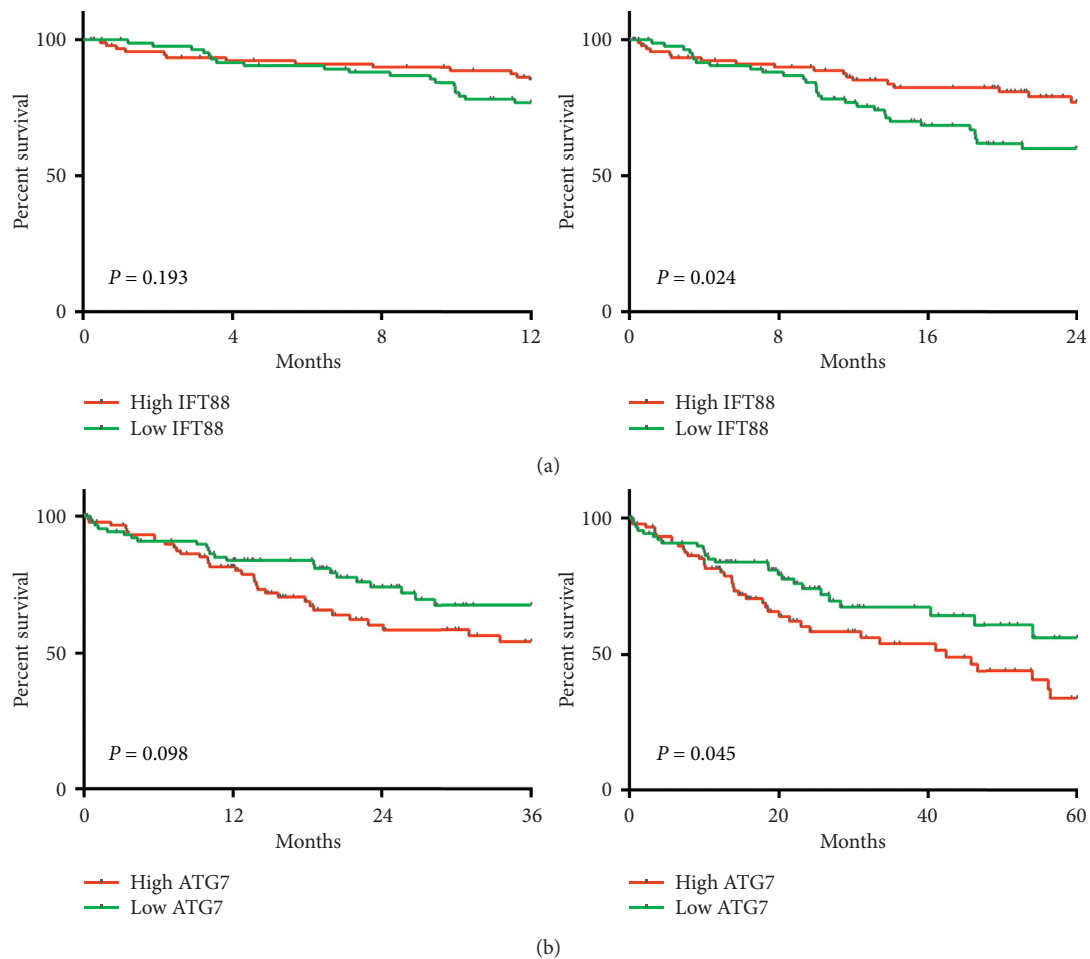 Percent survival
100
50
0
P = 0.193
0 4 8 12
Months
High IFT88
Low IFT88
Percent survival
100
50
0
P = 0.024
0 8 16 24
Months
High IFT88
Low IFT88
(a)
Percent survival
100
50
0
P = 0.098
0 12 24 36
Months
High ATG7
Low ATG7
Percent survival
100
50
0
P = 0.045
0 20 40 60
Months
High ATG7
Low ATG7
(b)